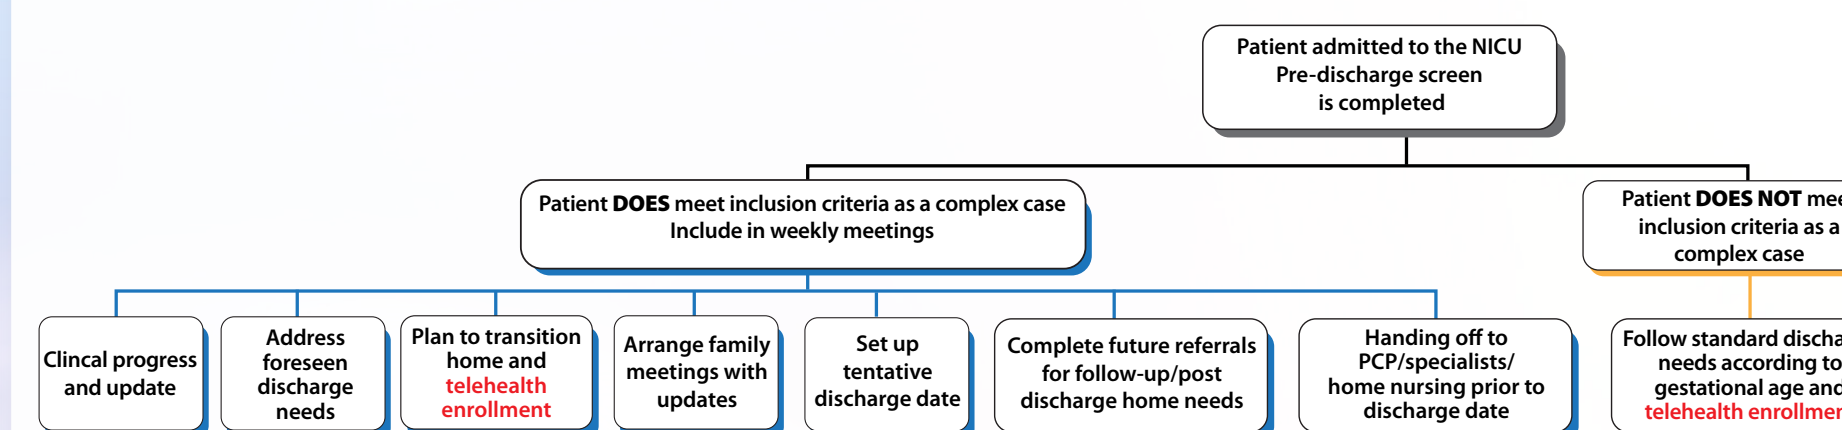 Patient admitted to the NICU
Pre-discharge screen
is completed
Patient DOES meet inclusion criteria as a complex case
Include in weekly meetings
Patient DOES NOT
inclusion criteria as a
complex case
Clincal progress
and update
Address
foreseen
discharge
needs
Plan to transition
home and
telehealth
enrollment
Arrange family
meetings with
updates
Set up
tentative
discharge date
Complete future referrals
for follow-up/post
discharge home needs
Handing off to
PCP/specialists/
home nursing prior to
discharge date
Follow standard
needs according to
gestational age and
telehealth